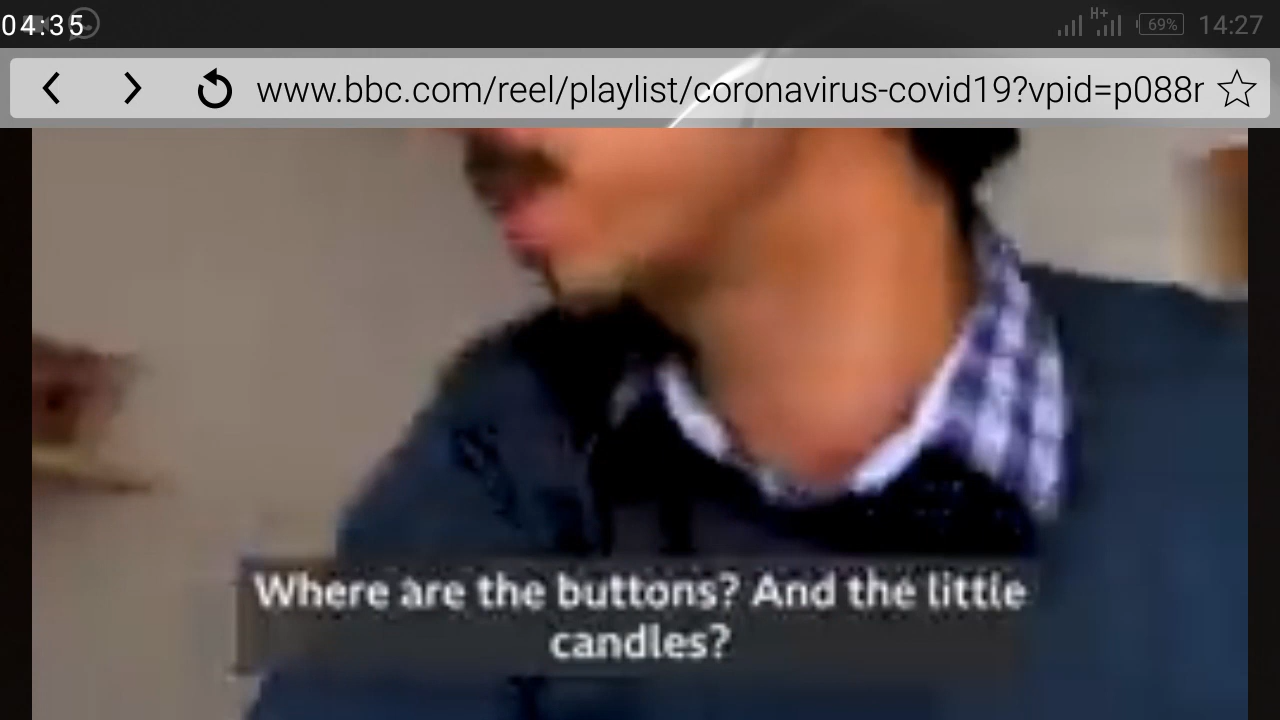 04:35
H+
69%
14:27
www.bbc.com/reel/playlist/coronavirus-covid19?vpid=p088r
Where are the buttons? And the little
candles?